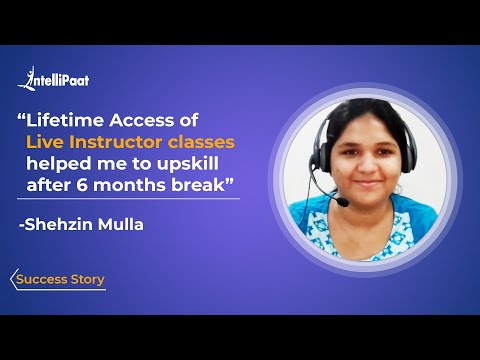 IntelliPaat
“Lifetime Access of
Live Instructor classes
helped me to upskill
after 6 months break”
-Shehzin Mulla
Success Story